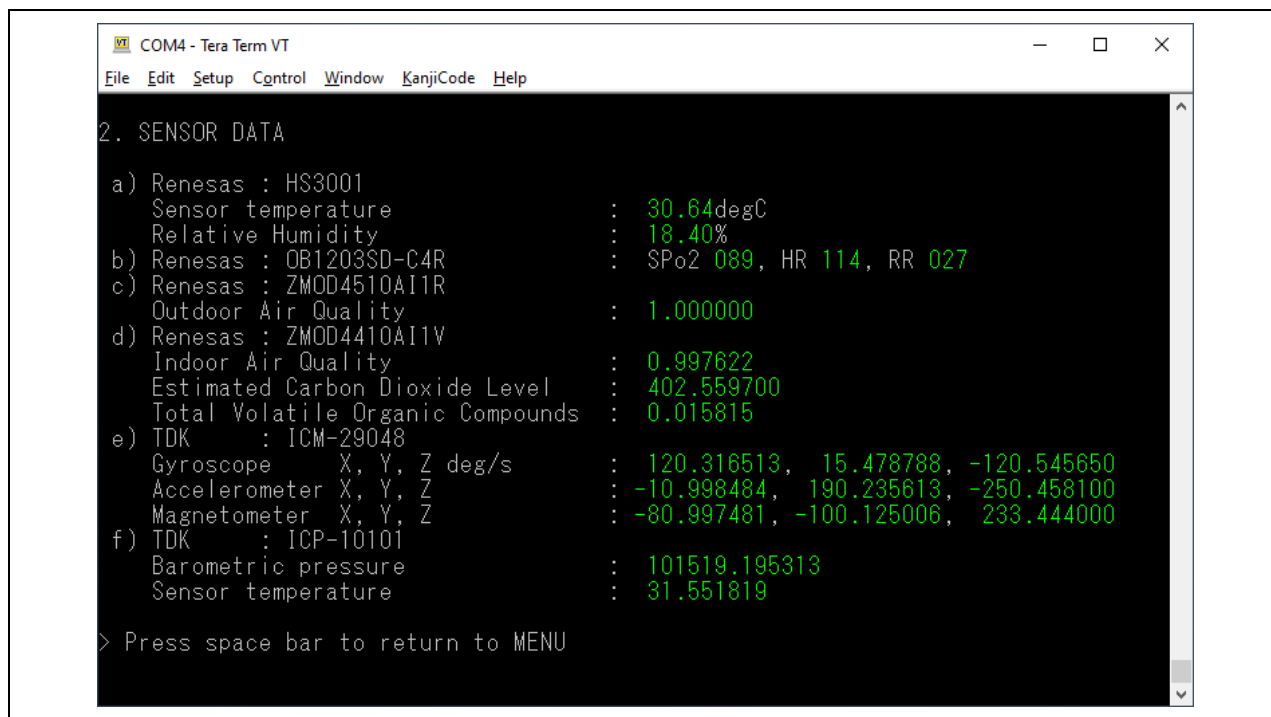 COM4 - Tera Term VT
File Edit Setup Control Window KanjiCode Help
2. SENSOR DATA
a) Renesas : HS3001
Sensor temperature : 30.64degC
Relative Humidity : 18.40%
b) Renesas : OB1203SD-C4R : SPo2 089, HR 114, RR 027
c) Renesas : ZMOD4510AI1R
Outdoor Air Quality : 1.000000
d) Renesas : ZMOD4410AI1V
Indoor Air Quality : 0.997622
Estimated Carbon Dioxide Level : 402.559700
Total Volatile Organic Compounds : 0.015815
e) TDK : ICM-29048
Gyroscope X, Y, Z deg/s : 120.316513, 15.478788, -120.545650
Accelerometer X, Y, Z : -10.998484, 190.235613, -250.458100
Magnetometer X, Y, Z : -80.997481, -100.125006, 233.444000
f) TDK : ICP-10101
Barometric pressure : 101519.195313
Sensor temperature : 31.551819
> Press space bar to return to MENU